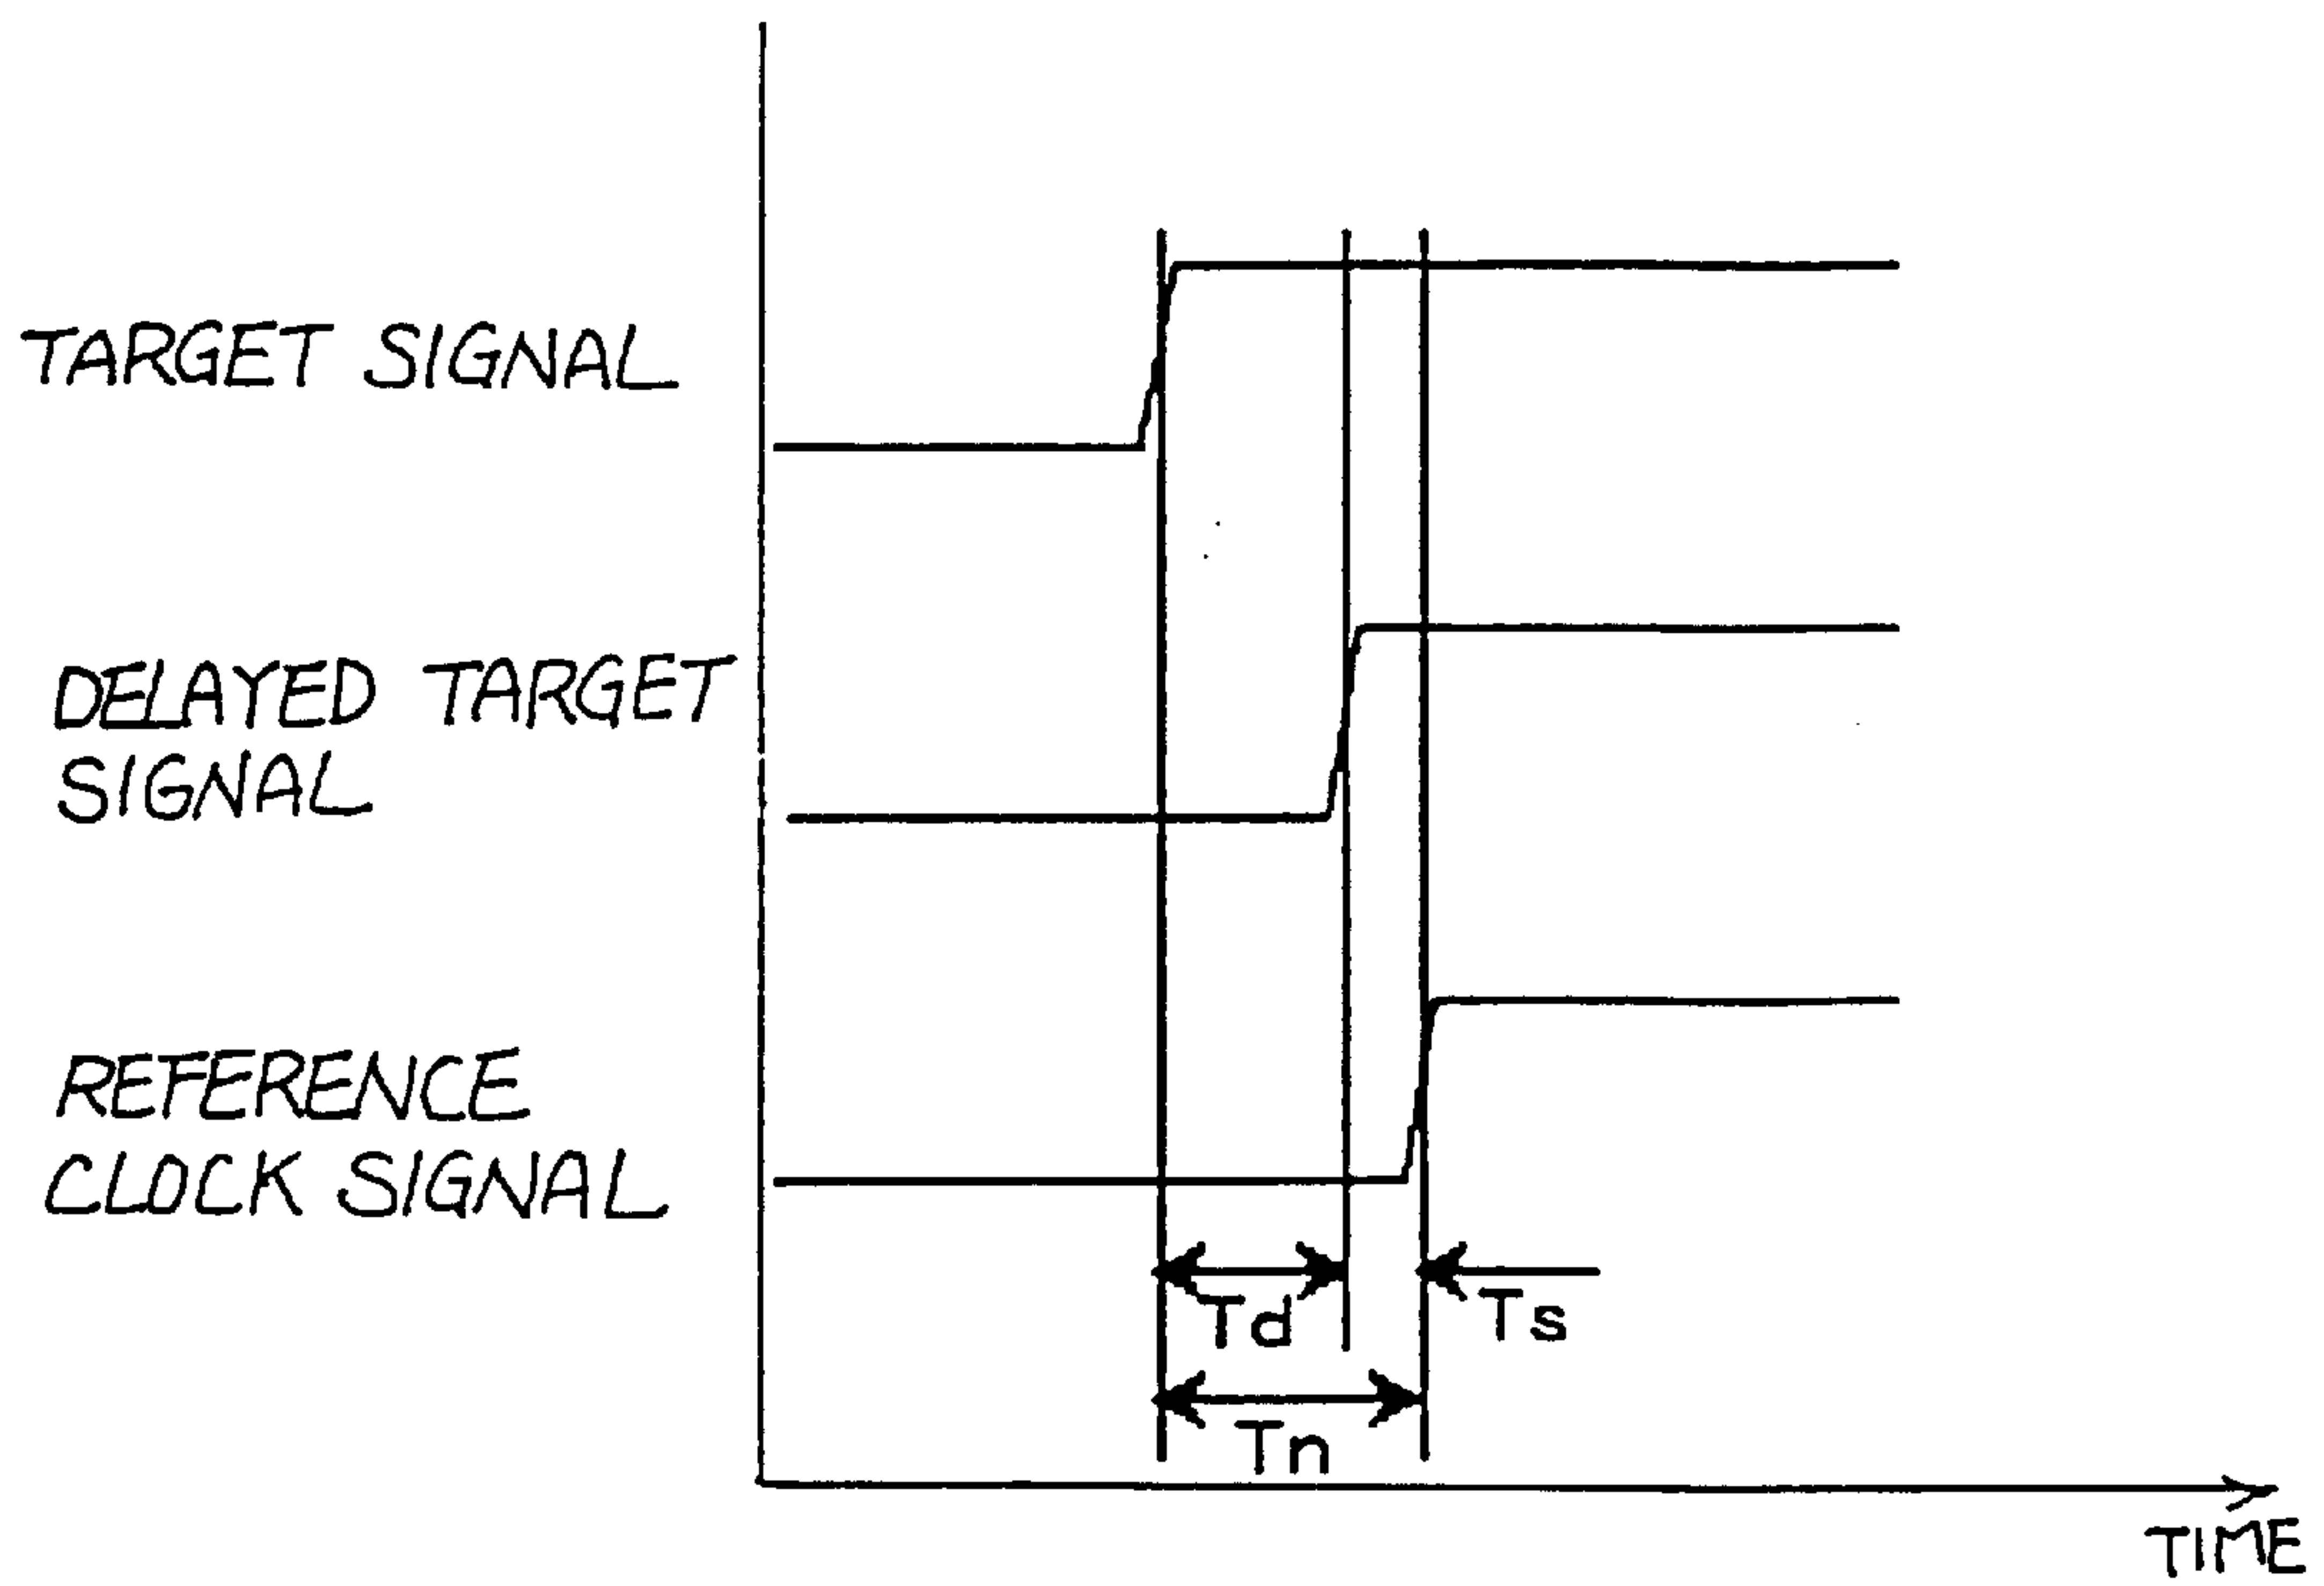 TARGET SIGNAL
DELAYED TARGET
SIGNAL
REFERENCE
CLOCK SIGNAL
Td
Ts
Tn
TIME